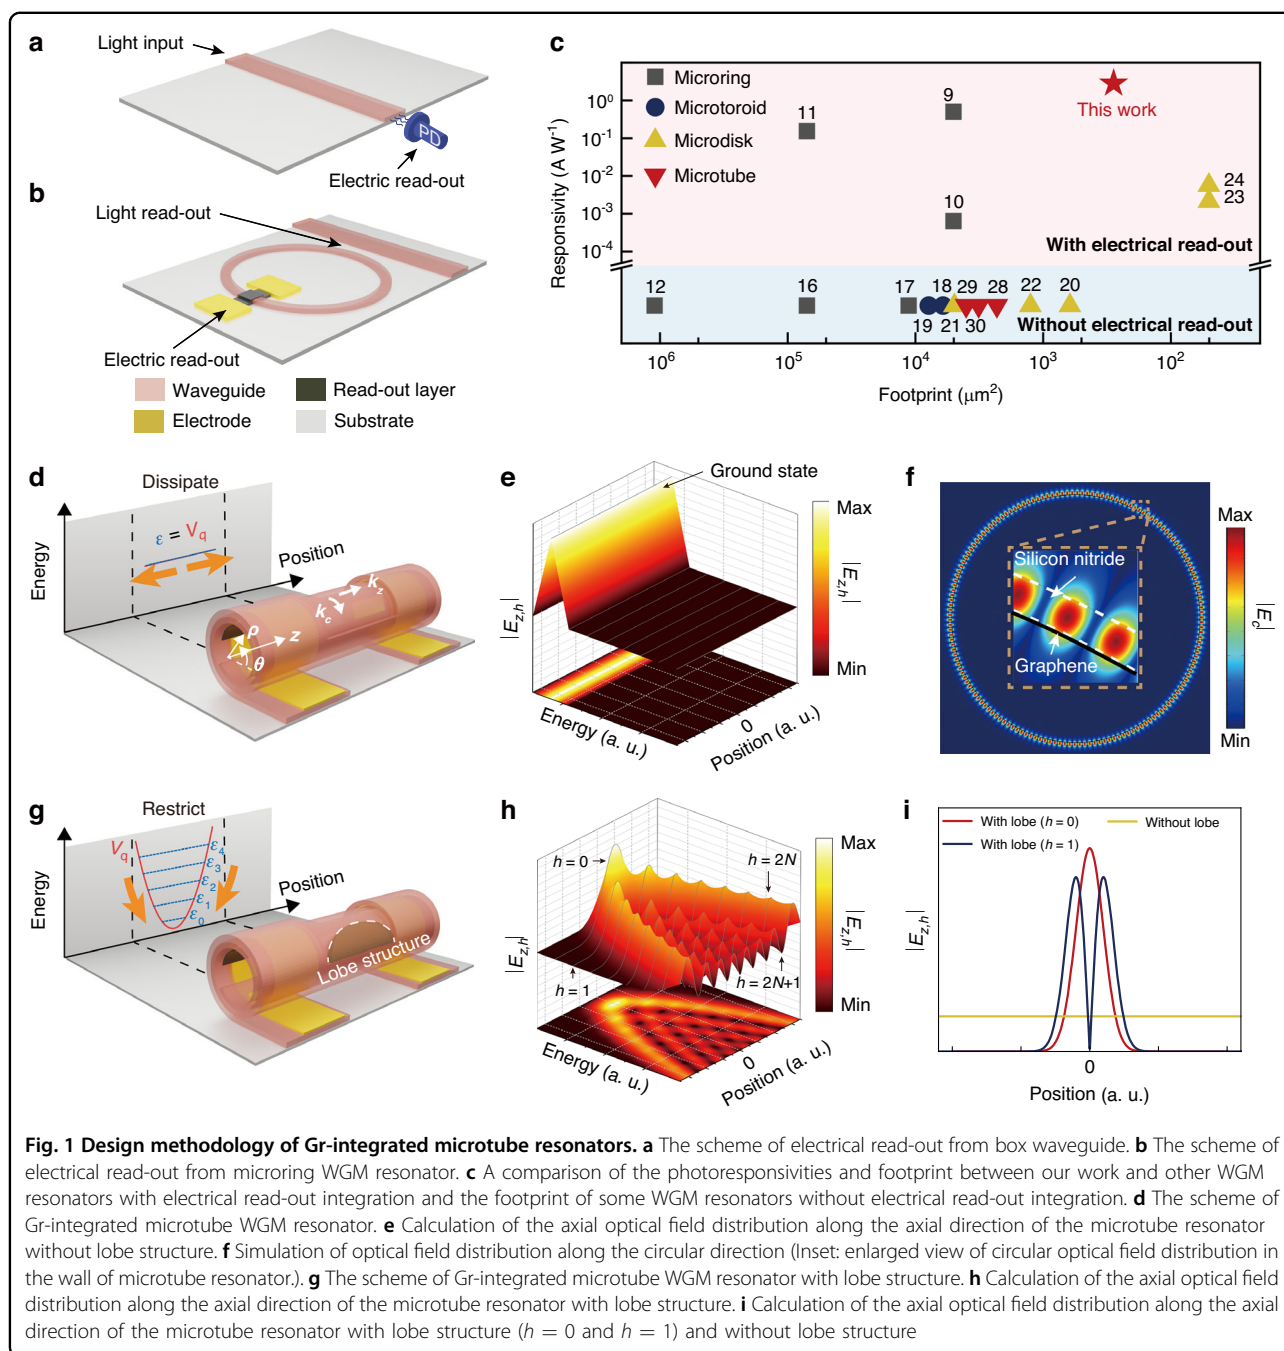 a
Light input
PD
Electric read-out
b
Light read-out
Electric read-out
Waveguide
Read-out layer
Electrode
Substrate
c
Responsivity (A W⁻¹)
10⁰
10⁻¹
10⁻²
10⁻³
10⁻⁴
Microring
Microtoroid
Microdisk
Microtube
9
11
10
This work
24
23
With electrical read-out
12
16
17
18
29
28
22
20
19
21
30
Without electrical read-out
10⁶
10⁵
10⁴
10³
10²
Footprint (μm²)
d
Dissipate
ε = Vq
Energy
Position
kz
kc
ρ
z
θ
e
Ground state
|Ez,h|
Max
|Ez,h|
Min
Energy (a. u.)
0
Position (a. u.)
f
Silicon nitride
Graphene
Max
|Eρ|
Min
g
Restrict
Vq
ε4
ε3
ε2
ε1
ε0
Energy
Position
Lobe structure
h
h = 0
h = 2N
|Ez,h|
h = 1
h = 2N+1
Max
|Ez,h|
Min
Energy (a. u.)
0
Position (a. u.)
i
With lobe (h = 0)
Without lobe
With lobe (h = 1)
|Ez,h|
0
Position (a. u.)
Fig. 1 Design methodology of Gr-integrated microtube resonators. a The scheme of electrical read-out from box waveguide. b The scheme of
electrical read-out from microring WGM resonator. c A comparison of the photoresponsivities and footprint between our work and other WGM
resonators with electrical read-out integration and the footprint of some WGM resonators without electrical read-out integration. d The scheme of
Gr-integrated microtube WGM resonator. e Calculation of the axial optical field distribution along the axial direction of the microtube resonator
without lobe structure. f Simulation of optical field distribution along the circular direction (Inset: enlarged view of circular optical field distribution in
the wall of microtube resonator.). g The scheme of Gr-integrated microtube WGM resonator with lobe structure. h Calculation of the axial optical field
distribution along the axial direction of the microtube resonator with lobe structure. i Calculation of the axial optical field distribution along the axial
direction of the microtube resonator with lobe structure (h = 0 and h = 1) and without lobe structure